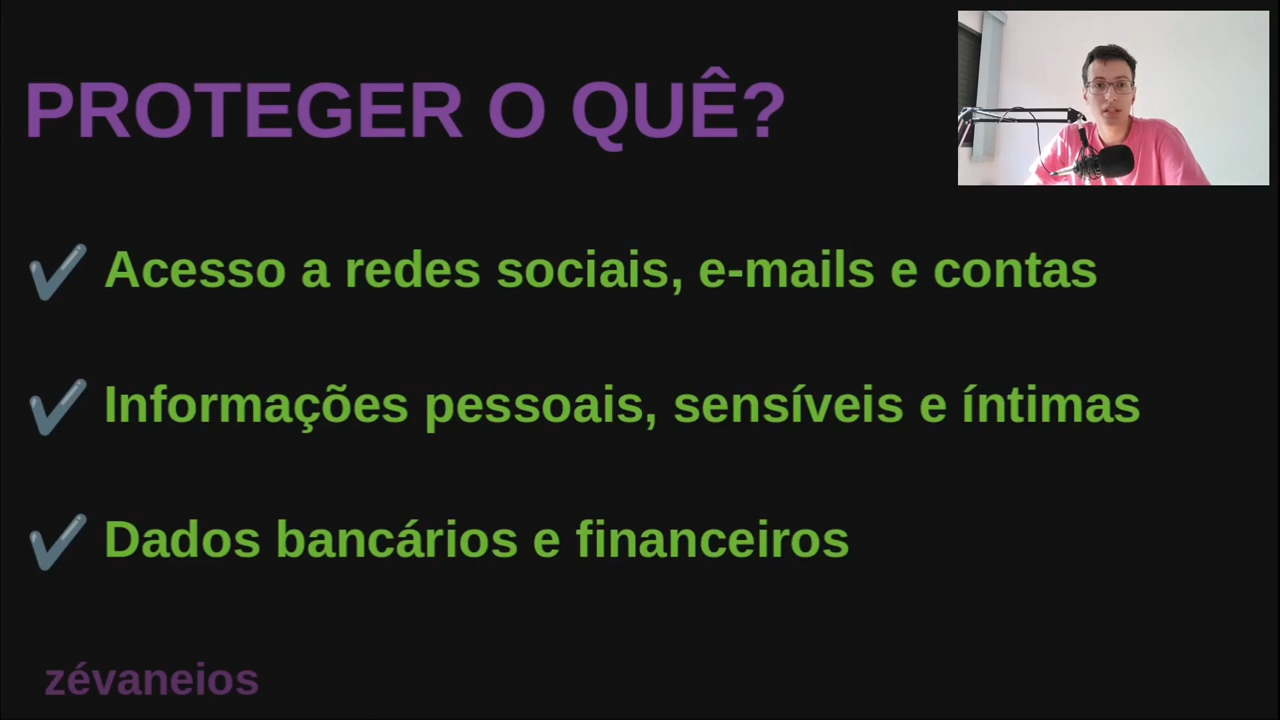 PROTEGER O QUÊ?
✔ Acesso a redes sociais, e-mails e contas
✔ Informações pessoais, sensíveis e íntimas
✔ Dados bancários e financeiros
zévaneios